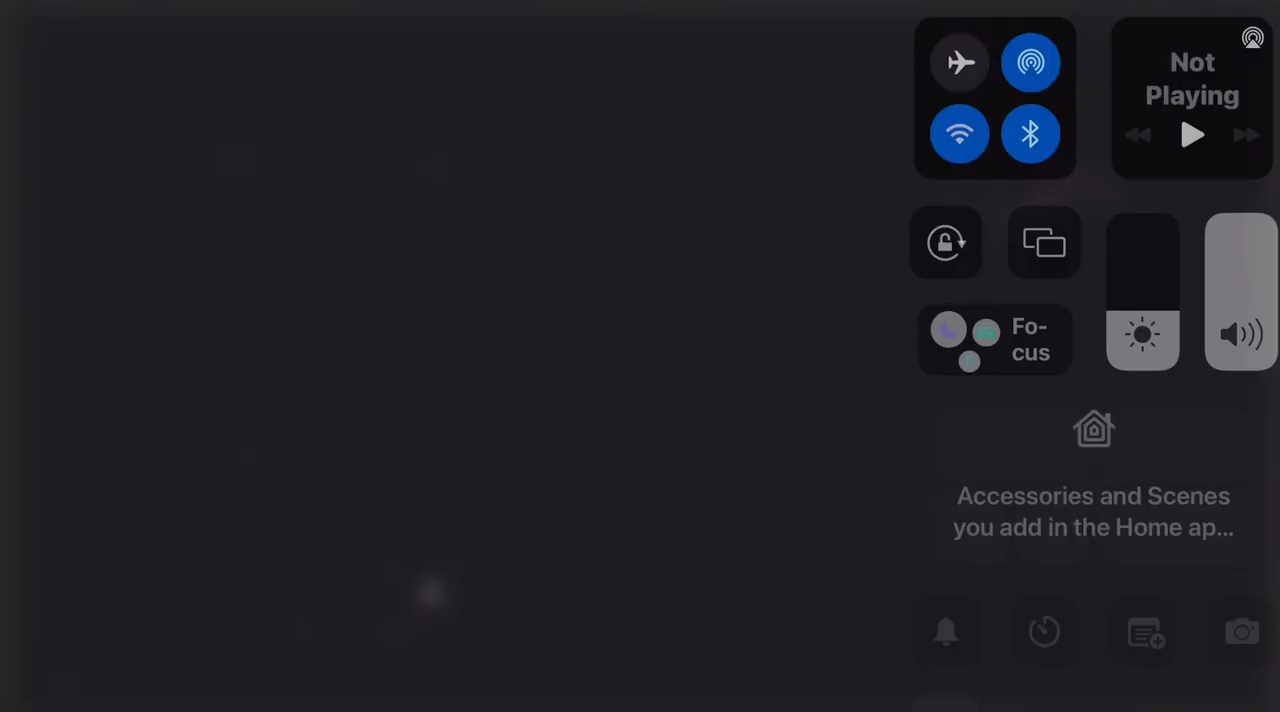 Not
Playing
Fo-
cus
Accessories and Scenes
you add in the Home ap...